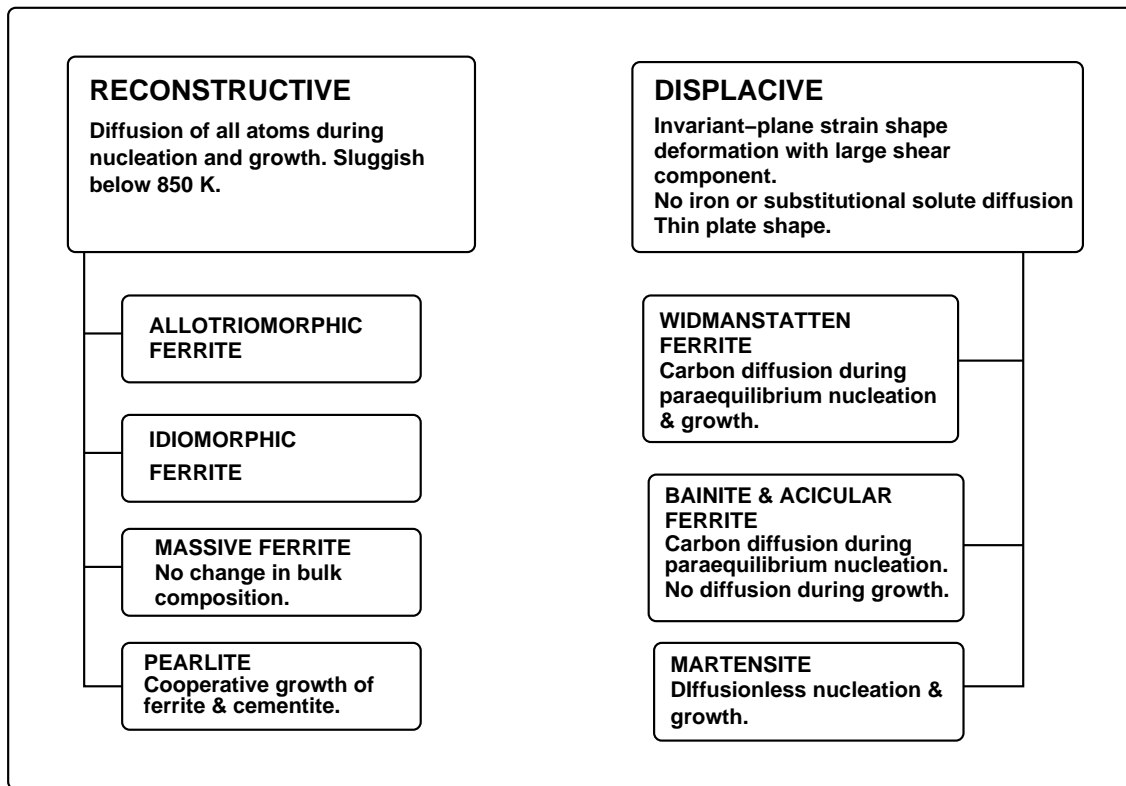 RECONSTRUCTIVE
Diffusion of all atoms during
nucleation and growth. Sluggish
below 850 K.
ALLOTRIOMORPHIC
FERRITE
IDIOMORPHIC
FERRITE
MASSIVE FERRITE
No change in bulk
composition.
PEARLITE
Cooperative growth of
ferrite & cementite.
DISPLACIVE
Invariant−plane strain shape
deformation with large shear
component.
No iron or substitutional solute diffusion
Thin plate shape.
WIDMANSTATTEN
FERRITE
Carbon diffusion during
paraequilibrium nucleation
& growth.
BAINITE & ACICULAR
FERRITE
Carbon diffusion during
paraequilibrium nucleation.
No diffusion during growth.
MARTENSITE
DIffusionless nucleation &
growth.